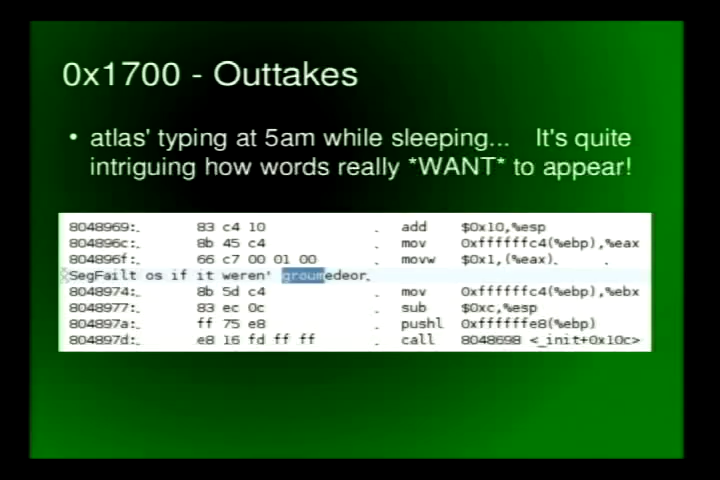 0x1700 - Outtakes
• atlas' typing at 5am while sleeping... It's quite
intriguing how words really *WANT* to appear!
8048969:. 83 c4 10 . add $0x10,%esp
804896c:. 8b 45 c4 . mov 0xffffffc4(%ebp),%eax
804896f:. 66 c7 00 01 00 . movw $0x1,(%eax). .
SegFailt os if it weren' groumedeor.
8048974:. 8b 5d c4 . mov 0xffffffc4(%ebp),%ebx
8048977:. 83 ec 0c . sub $0xc,%esp
804897a:. ff 75 e8 . pushl 0xffffffe8(%ebp)
804897d:. e8 16 fd ff ff . call 8048698 <_init+0x10c>